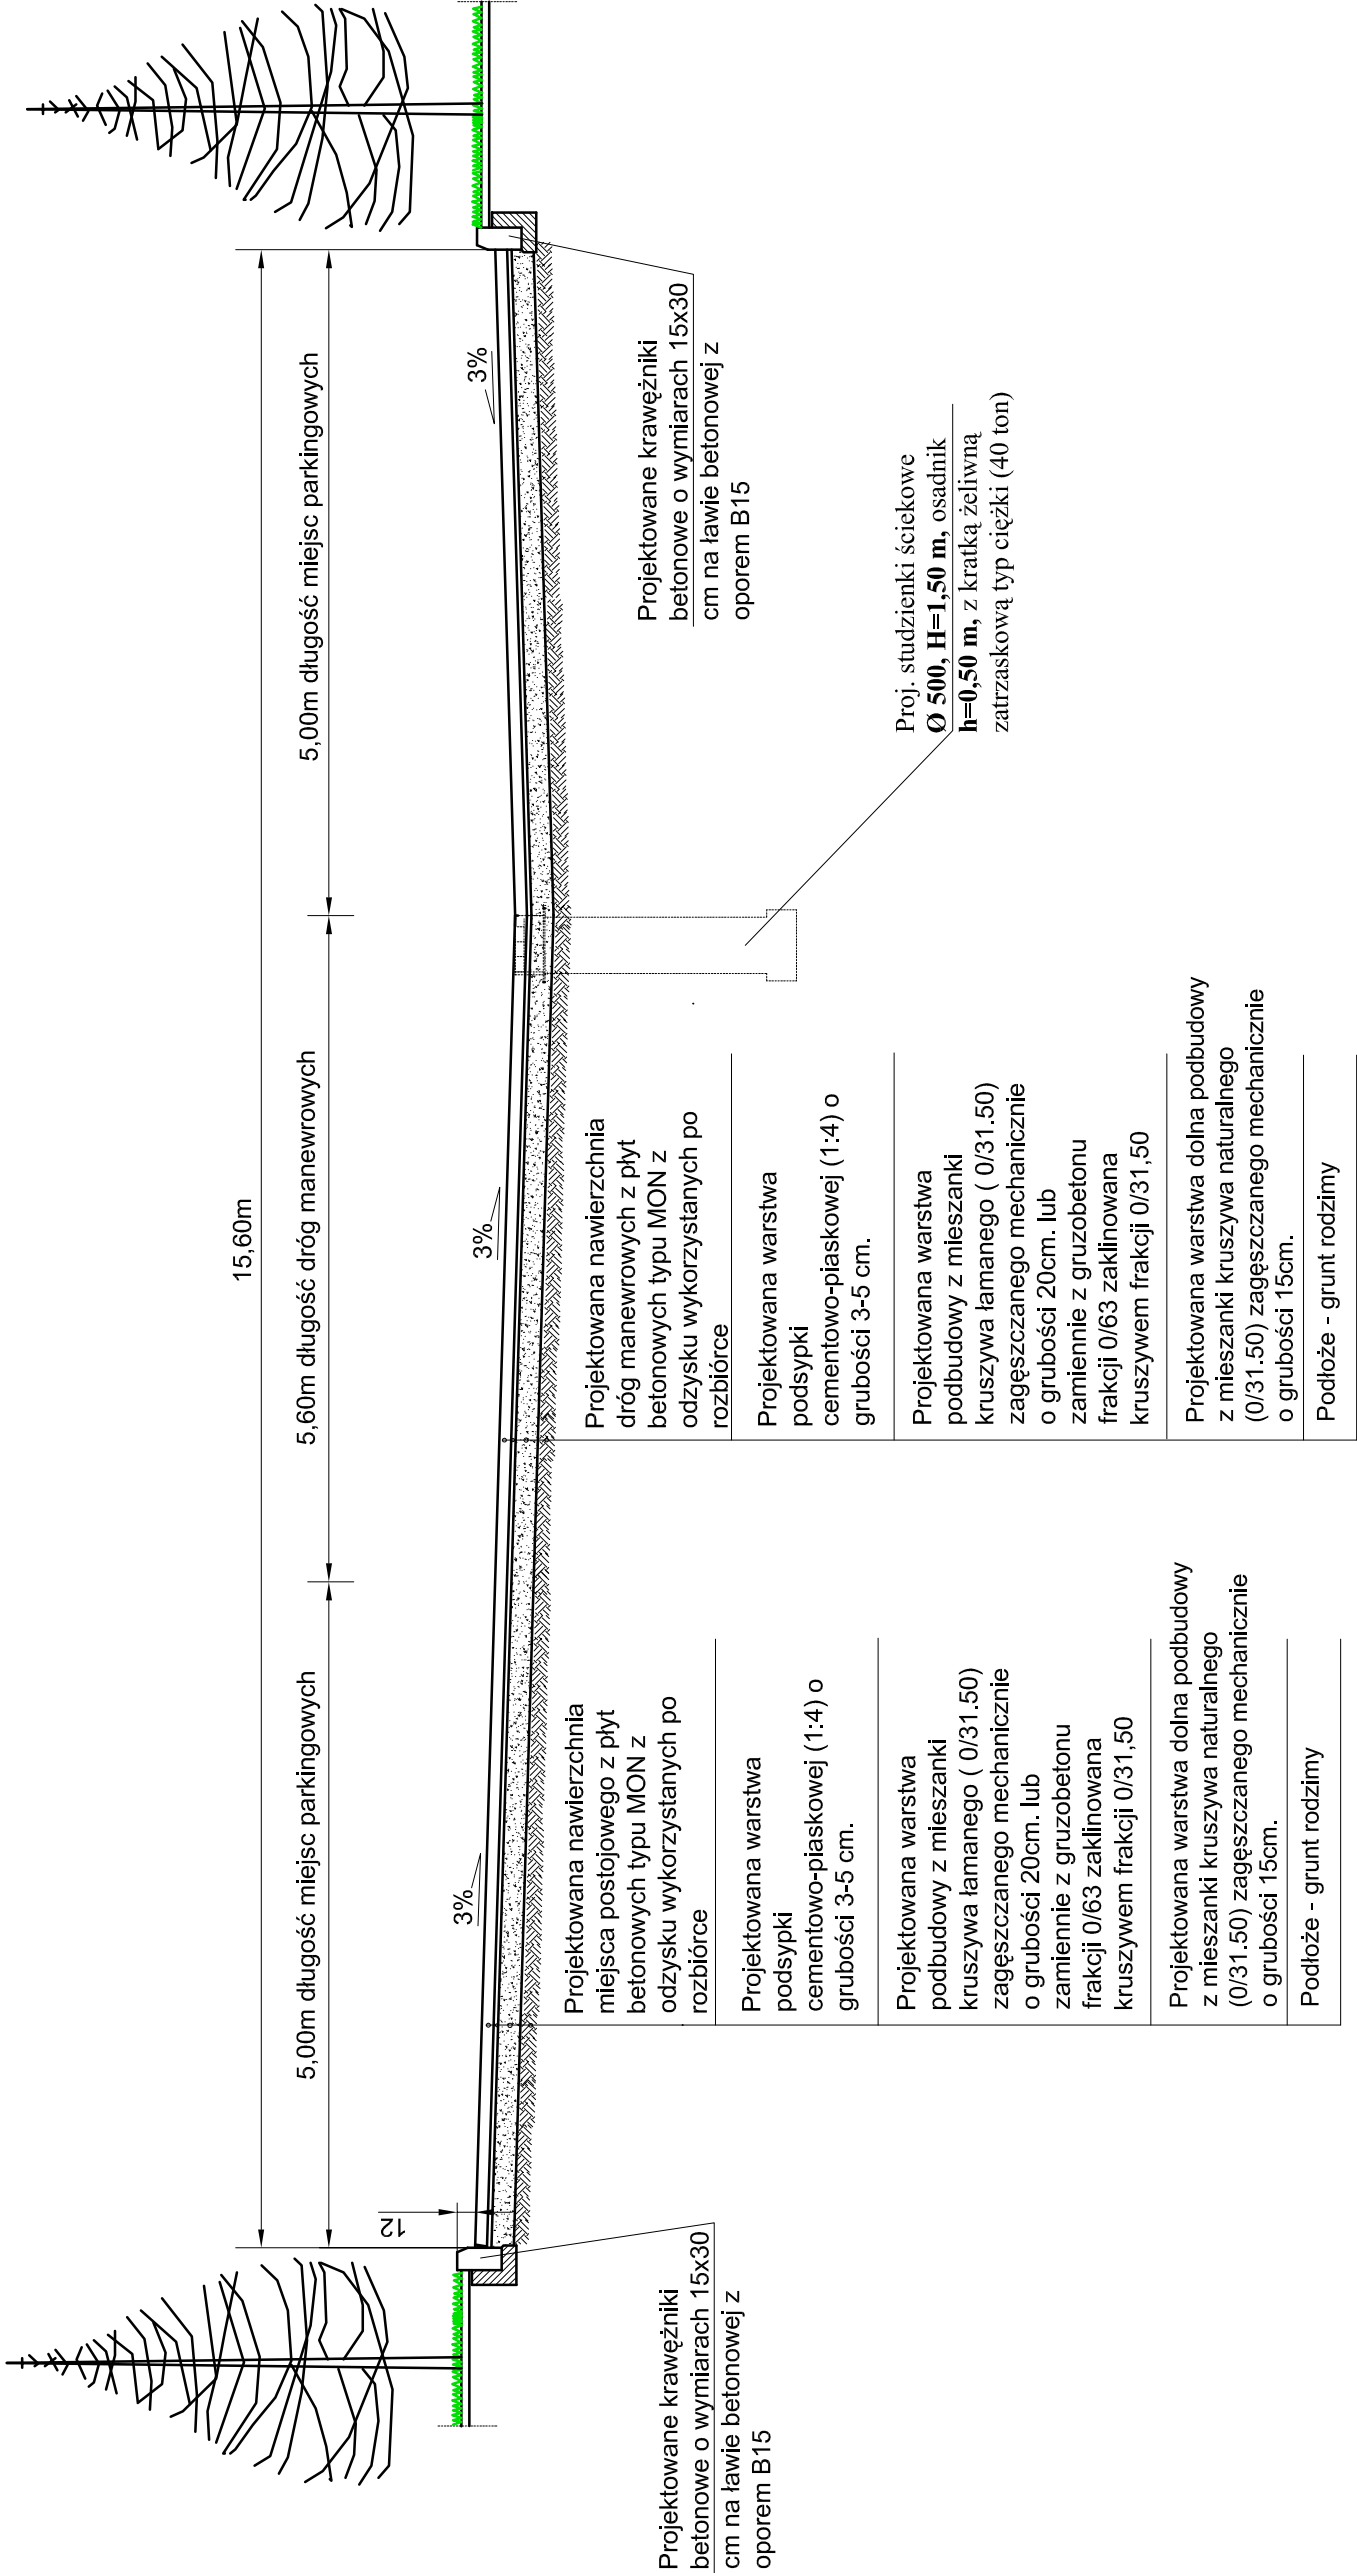 15,60m
5,00m długość miejsc parkingowych
5,60m długość dróg manewrowych
5,00m długość miejsc parkingowych
12
3%
3%
3%
Projektowane krawężniki
betonowe o wymiarach 15x30
cm na ławie betonowej z
oporem B15
Projektowana nawierzchnia
miejsca postojowego z płyt
betonowych typu MON z
odzysku wykorzystanych po
rozbiórce
Projektowana warstwa
podsypki
cementowo-piaskowej (1:4) o
grubości 3-5 cm.
Projektowana warstwa
podbudowy z mieszanki
kruszywa łamanego ( 0/31.50)
zagęszczanego mechanicznie
o grubości 20cm. lub
zamiennie z gruzobetonu
frakcji 0/63 zaklinowana
kruszywem frakcji 0/31,50
Projektowana warstwa dolna podbudowy
z mieszanki kruszywa naturalnego
(0/31.50) zagęszczanego mechanicznie
o grubości 15cm.
Podłoże - grunt rodzimy
Projektowana nawierzchnia
dróg manewrowych z płyt
betonowych typu MON z
odzysku wykorzystanych po
rozbiórce
Projektowana warstwa
podsypki
cementowo-piaskowej (1:4) o
grubości 3-5 cm.
Projektowana warstwa
podbudowy z mieszanki
kruszywa łamanego ( 0/31.50)
zagęszczanego mechanicznie
o grubości 20cm. lub
zamiennie z gruzobetonu
frakcji 0/63 zaklinowana
kruszywem frakcji 0/31,50
Projektowana warstwa dolna podbudowy
z mieszanki kruszywa naturalnego
(0/31.50) zagęszczanego mechanicznie
o grubości 15cm.
Podłoże - grunt rodzimy
Proj. studzienki ściekowe
Ø 500, H=1,50 m, osadnik
h=0,50 m, z kratką żeliwną
zatrzaskową typ ciężki (40 ton)
Projektowane krawężniki
betonowe o wymiarach 15x30
cm na ławie betonowej z
oporem B15